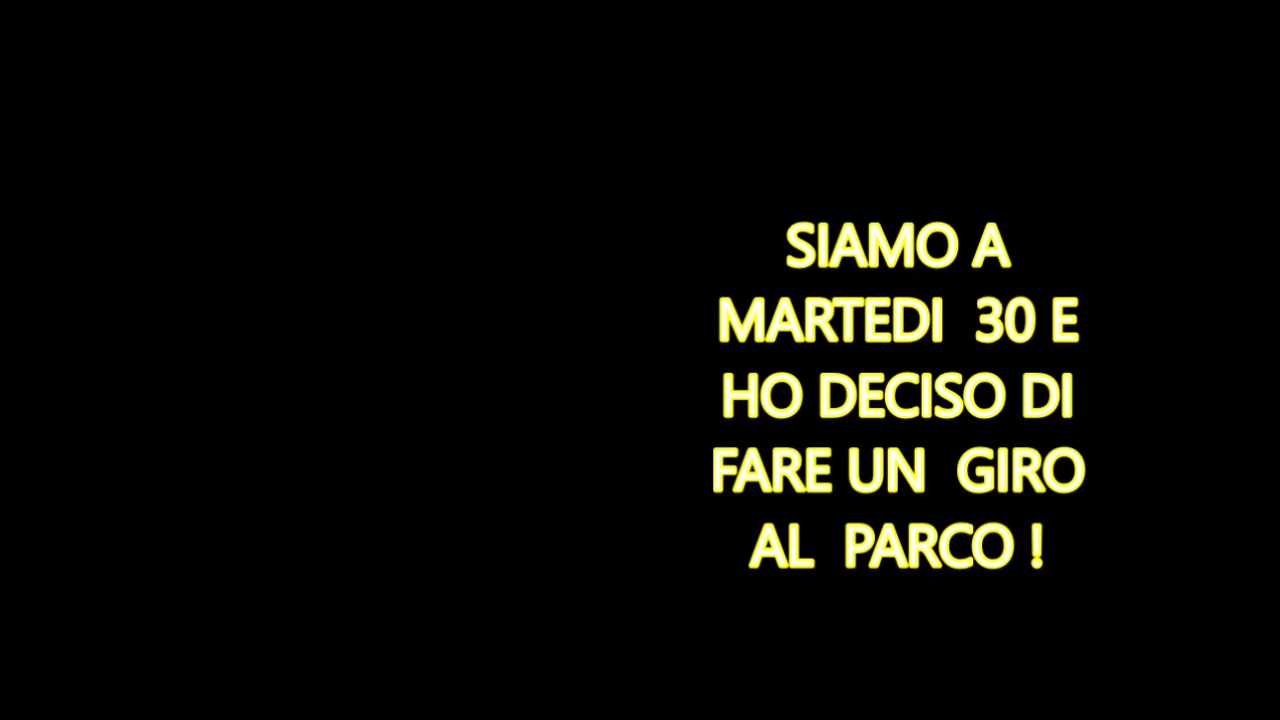 SIAMO A
MARTEDI  30 E
HO DECISO DI
FARE UN  GIRO
AL  PARCO !